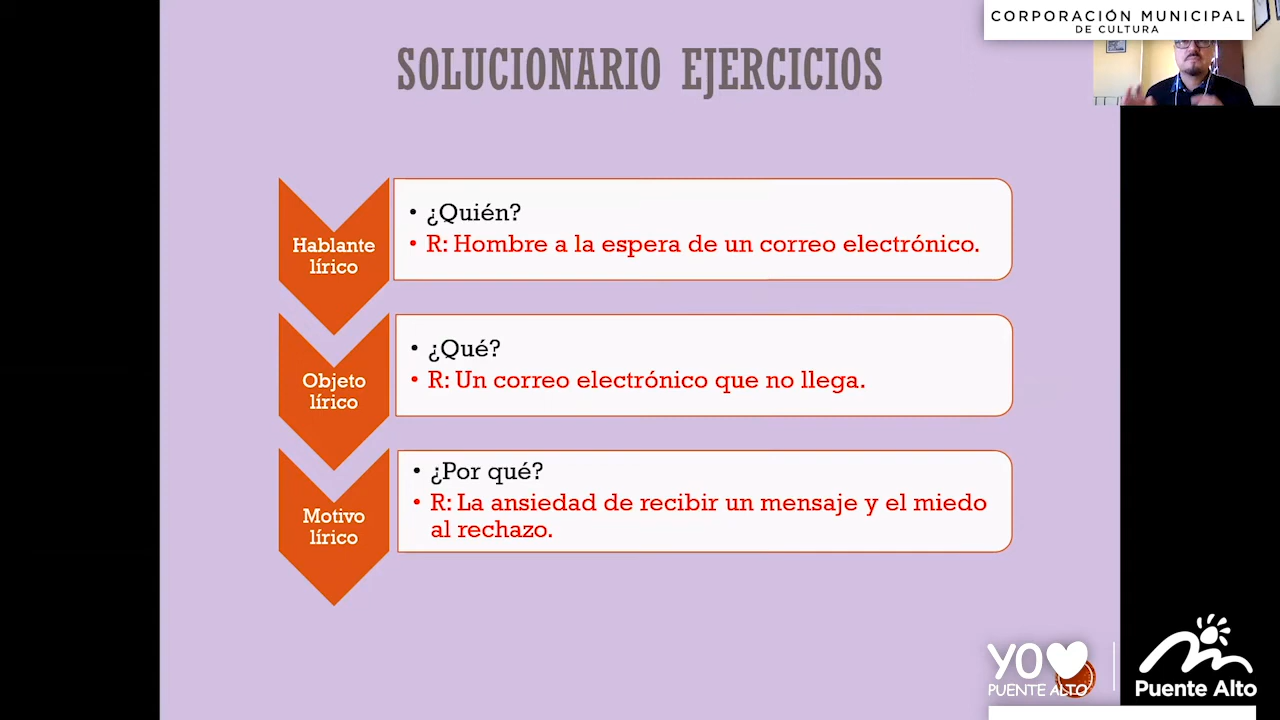 CORPORACIÓN MUNICIPAL
DE CULTURA
SOLUCIONARIO EJERCICIOS
Hablante
lírico
• ¿Quién?
• R: Hombre a la espera de un correo electrónico.
Objeto
lírico
• ¿Qué?
• R: Un correo electrónico que no llega.
Motivo
lírico
• ¿Por qué?
• R: La ansiedad de recibir un mensaje y el miedo
al rechazo.
YO
PUENTE ALTO
Puente Alto